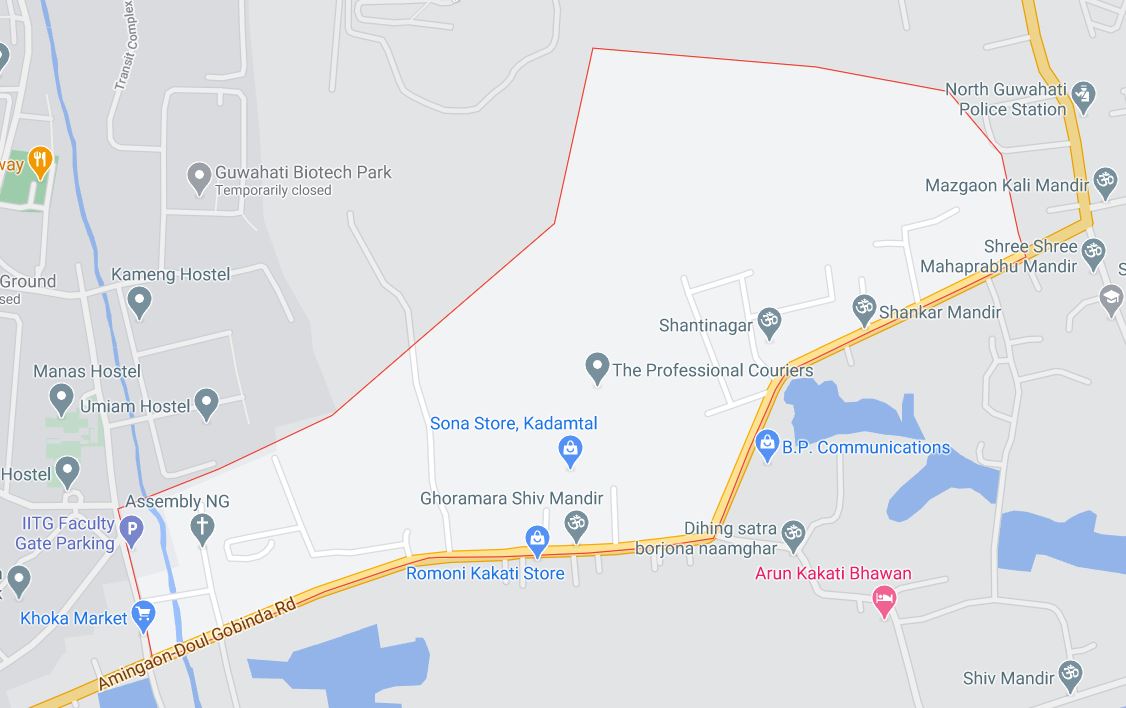 Transit Complex
North Guwahati
Police Station
way
Guwahati Biotech Park
Temporarily closed
Mazgaon Kali Mandir
Shree Shree
Mahaprabhu Mandir
S
Ground
sed
Kameng Hostel
Shankar Mandir
Shantinagar
Manas Hostel
The Professional Couriers
Umiam Hostel
Sona Store, Kadamtal
B.P. Communications
Hostel
Assembly NG
Ghoramara Shiv Mandir
IITG Faculty
Gate Parking
Dihing satra
borjona naamghar
Romoni Kakati Store
Arun Kakati Bhawan
Khoka Market
Amingaon-Doul Gobinda Rd
Shiv Mandir
ॐ
ॐ
ॐ
ॐ
ॐ
ॐ
ॐ
P